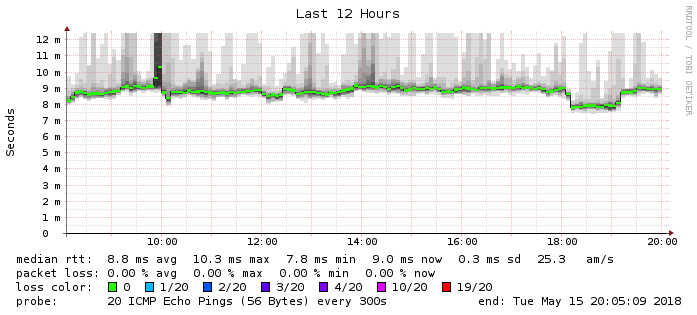 Last 12 Hours
RRDTOOL / TOBI OETIKER
Seconds
12 m
11 m
10 m
9 m
8 m
7 m
6 m
5 m
4 m
3 m
2 m
1 m
0
10:00 12:00 14:00 16:00 18:00 20:00
median rtt: 8.8 ms avg 10.3 ms max 7.8 ms min 9.0 ms now 0.3 ms sd 25.3 am/s
packet loss: 0.00 % avg 0.00 % max 0.00 % min 0.00 % now
loss color: 0 1/20 2/20 3/20 4/20 10/20 19/20
probe: 20 ICMP Echo Pings (56 Bytes) every 300s end: Tue May 15 20:05:09 2018